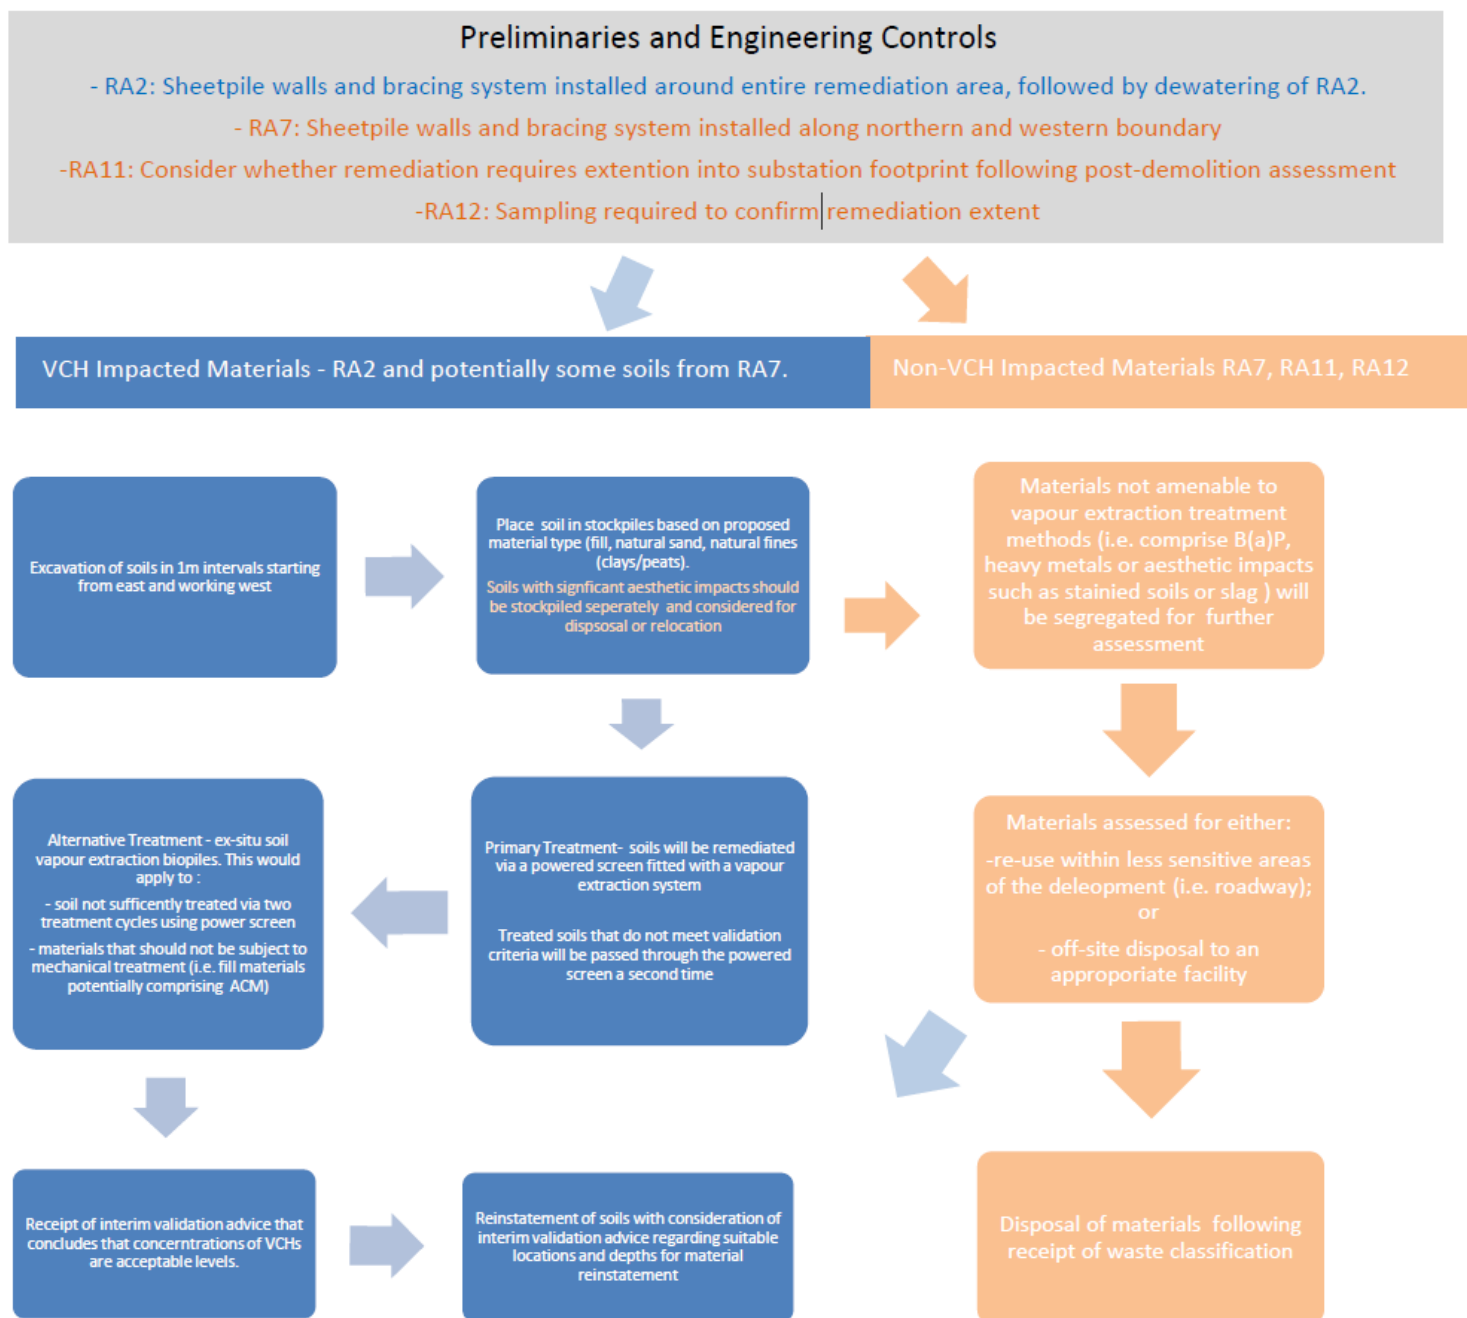 Preliminaries and Engineering Controls
- RA2: Sheetpile walls and bracing system installed around entire remediation area, followed by dewatering of RA2.
- RA7: Sheetpile walls and bracing system installed along northern and western boundary
-RA11: Consider whether remediation requires extention into substation footprint following post-demolition assessment
-RA12: Sampling required to confirm remediation extent
VCH Impacted Materials - RA2 and potentially some soils from RA7.
Non-VCH Impacted Materials RA7, RA11, RA12
Excavation of soils in 1m intervals starting
from east and working west
Place soil in stockpiles based on proposed
material type (fill, natural sand, natural fines
(clays/peats).
Soils with signficant aesthetic impacts should
be stockpiled seperately and considered for
dispsosal or relocation
Materials not amenable to
vapour extraction treatment
methods (i.e. comprise B(a)P,
heavy metals or aesthetic impacts
such as stainied soils or slag ) will
be segregated for further
assessment
Alternative Treatment - ex-situ soil
vapour extraction biopiles. This would
apply to :
- soil not sufficently treated via two
treatment cycles using power screen
- materials that should not be subject to
mechanical treatment (i.e. fill materials
potentially comprising ACM)
Primary Treatment- soils will be remediated
via a powered screen fitted with a vapour
extraction system
Treated soils that do not meet validation
criteria will be passed through the powered
screen a second time
Materials assessed for either:
-re-use within less sensitive areas
of the deleopment (i.e. roadway);
or
- off-site disposal to an
approporiate facility
Receipt of interim validation advice that
concludes that concerntrations of VCHs
are acceptable levels.
Reinstatement of soils with consideration of
interim validation advice regarding suitable
locations and depths for material
reinstatement
Disposal of materials following
receipt of waste classification